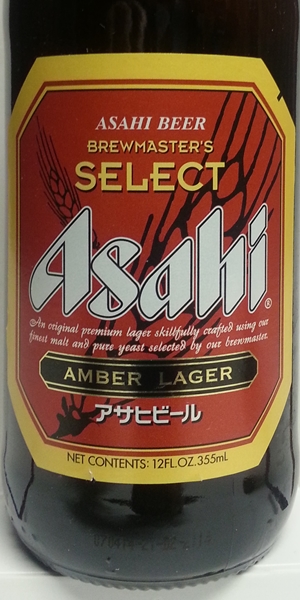 ASAHI BEER
BREWMASTER'S
SELECT
Asahi®
An original premium lager skillfully crafted using our
finest malt and pure yeast selected by our brewmaster.
AMBER LAGER
アサヒビール
NET CONTENTS: 12FL.OZ. 355mL